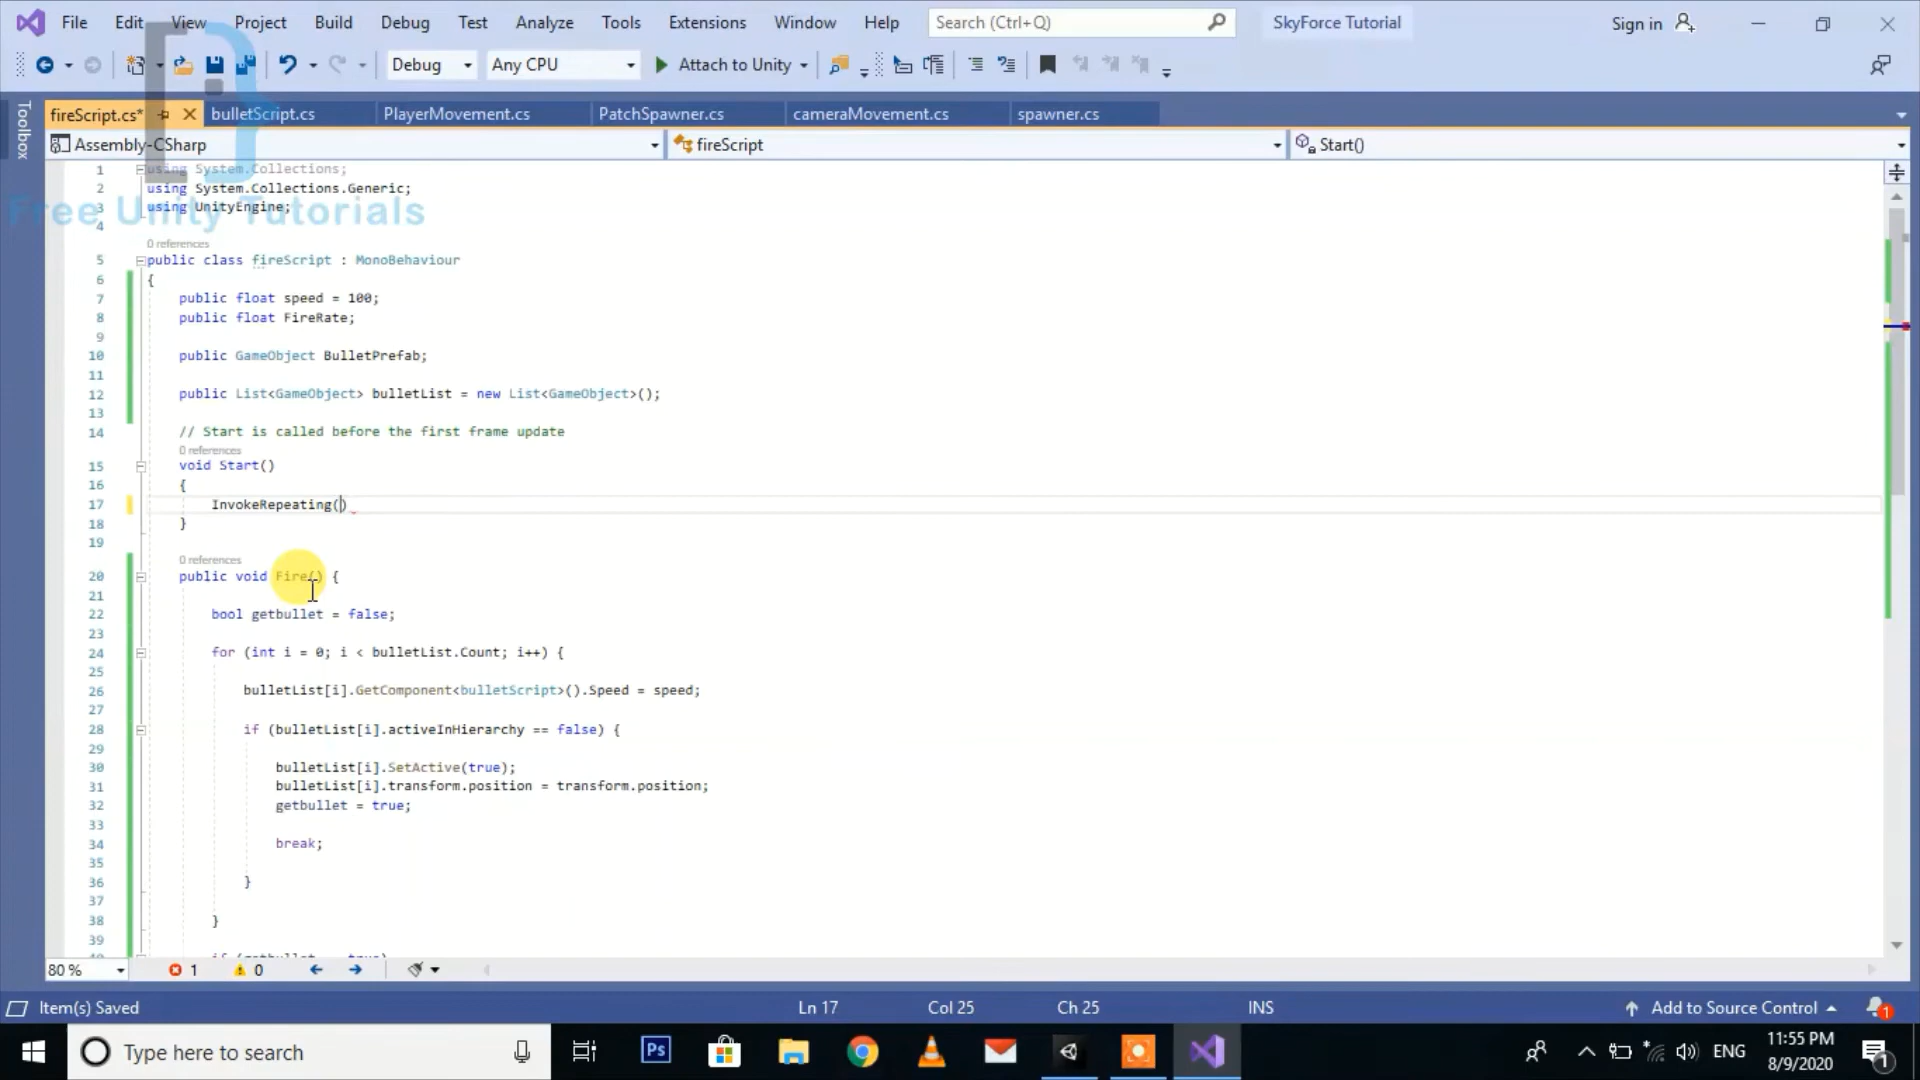 File Edit View Project Build Debug Test Analyze Tools Extensions Window Help Search (Ctrl+Q) SkyForce Tutorial Sign in
Debug Any CPU Attach to Unity
Toolbox
fireScript.cs* bulletScript.cs PlayerMovement.cs PatchSpawner.cs cameraMovement.cs spawner.cs
Assembly-CSharp fireScript Start()
1 using System.Collections;
2 using System.Collections.Generic;
3 using UnityEngine;
Free Unity Tutorials
4
0 references
5 public class fireScript : MonoBehaviour
6 {
7 public float speed = 100;
8 public float FireRate;
9
10 public GameObject BulletPrefab;
11
12 public List<GameObject> bulletList = new List<GameObject>();
13
14 // Start is called before the first frame update
0 references
15 void Start()
16 {
17 InvokeRepeating()
18 }
19
0 references
20 public void Fire() {
21
22 bool getbullet = false;
23
24 for (int i = 0; i < bulletList.Count; i++) {
25
26 bulletList[i].GetComponent<bulletScript>().Speed = speed;
27
28 if (bulletList[i].activeInHierarchy == false) {
29
30 bulletList[i].SetActive(true);
31 bulletList[i].transform.position = transform.position;
32 getbullet = true;
33
34 break;
35
36 }
37
38 }
39
80 % 1 0
Item(s) Saved Ln 17 Col 25 Ch 25 INS Add to Source Control 1
Type here to search Ps ENG 11:55 PM
8/9/2020 1